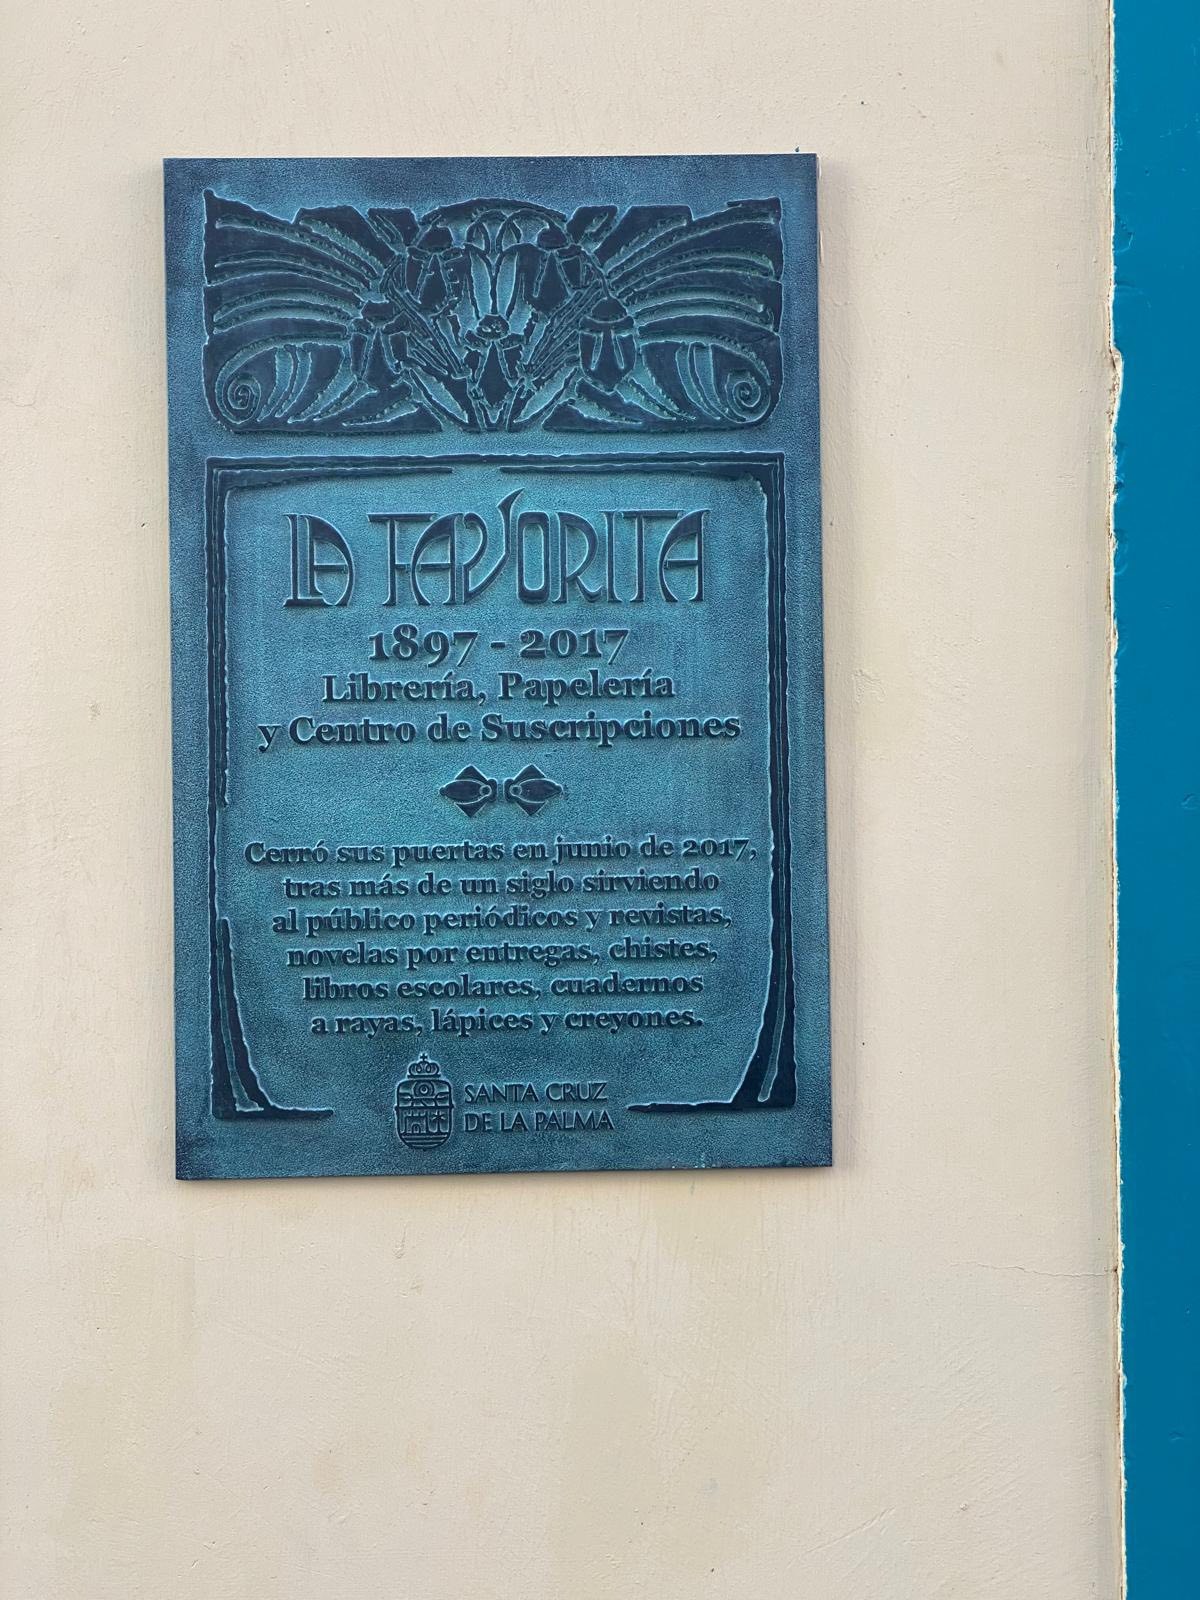 LA FAVORITA
1897 - 2017
Librería, Papelería
y Centro de Suscripciones
Cerró sus puertas en junio de 2017,
tras más de un siglo sirviendo
al público periódicos y revistas,
novelas por entregas, chistes,
libros escolares, cuadernos
a rayas, lápices y creyones.
SANTA CRUZ
DE LA PALMA